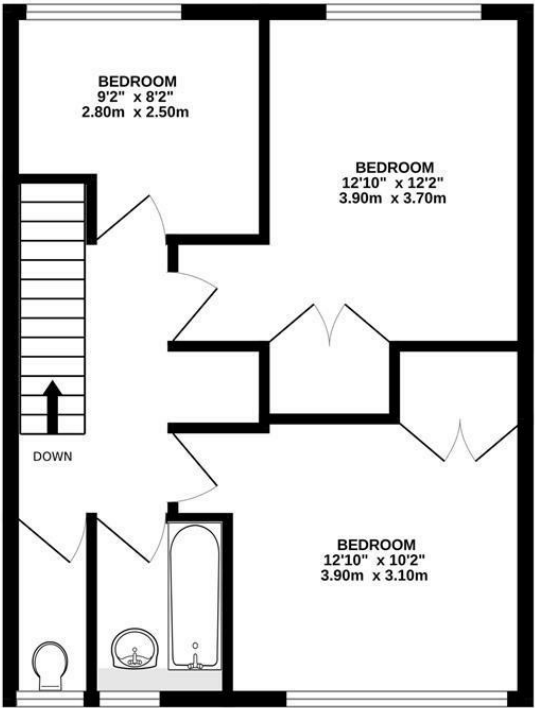 BEDROOM
9'2" x 8'2"
2.80m x 2.50m
BEDROOM
12'10" x 12'2"
3.90m x 3.70m
DOWN
BEDROOM
12'10" x 10'2"
3.90m x 3.10m